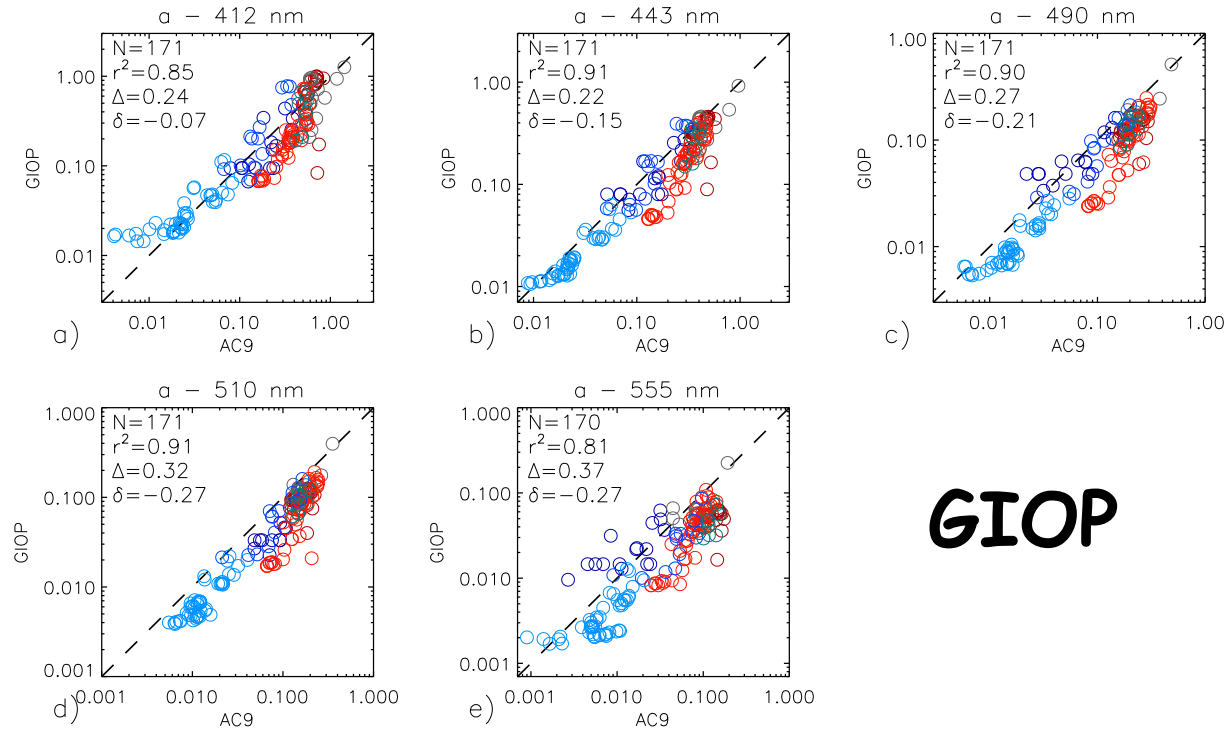 a - 412 nm
N=171
r²=0.85
Δ=0.24
δ=-0.07
1.00
0.10
0.01
GIOP
0.01 0.10 1.00
AC9
a)
a - 443 nm
N=171
r²=0.91
Δ=0.22
δ=-0.15
1.00
0.10
0.01
GIOP
0.01 0.10 1.00
AC9
b)
a - 490 nm
N=171
r²=0.90
Δ=0.27
δ=-0.21
1.00
0.10
0.01
GIOP
0.01 0.10 1.00
AC9
c)
a - 510 nm
N=171
r²=0.91
Δ=0.32
δ=-0.27
1.000
0.100
0.010
0.001
GIOP
0.001 0.010 0.100 1.000
AC9
d)
a - 555 nm
N=170
r²=0.81
Δ=0.37
δ=-0.27
1.000
0.100
0.010
0.001
GIOP
0.001 0.010 0.100 1.000
AC9
e)
GIOP